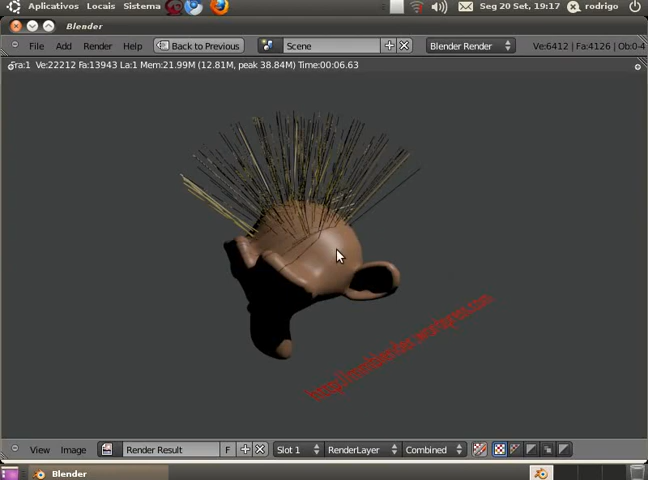 Aplicativos Locais Sistema Seg 20 Set, 19:17 rodrigo
Blender
File Add Render Help Back to Previous Scene Blender Render Ve:6412 | Fa:4126 | Ob:0-4
Fra:1 Ve:22212 Fa:13943 La:1 Mem:21.99M (12.81M, peak 38.84M) Time:00:06.63
View Image Render Result F Slot 1 RenderLayer Combined
Blender